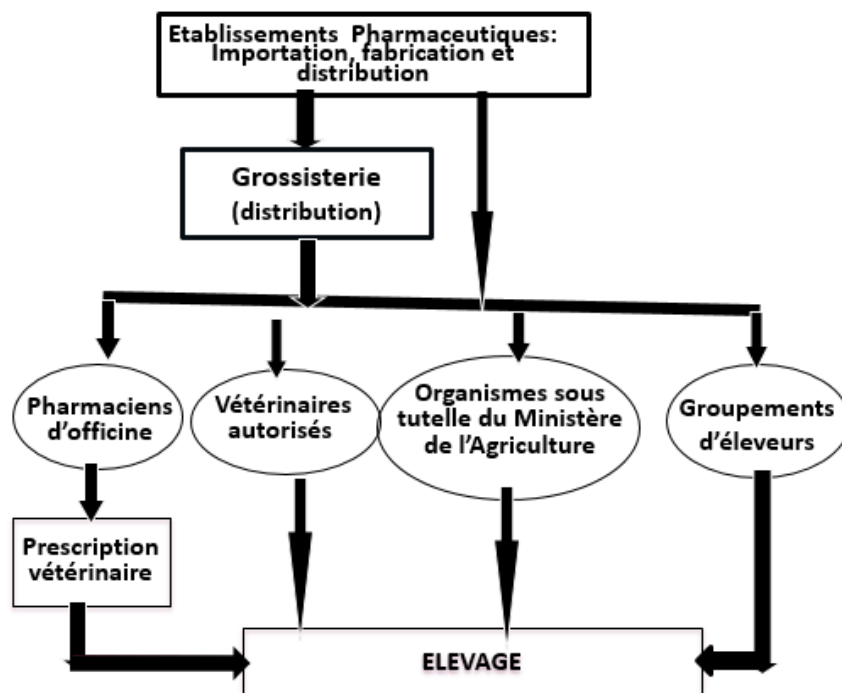 Etablissements Pharmaceutiques:
Importation, fabrication et
distribution
Grossisterie
(distribution)
Pharmaciens
d'officine
Vétérinaires
autorisés
Organismes sous
tutelle du Ministère
de l'Agriculture
Groupements
d'éleveurs
Prescription
vétérinaire
ELEVAGE